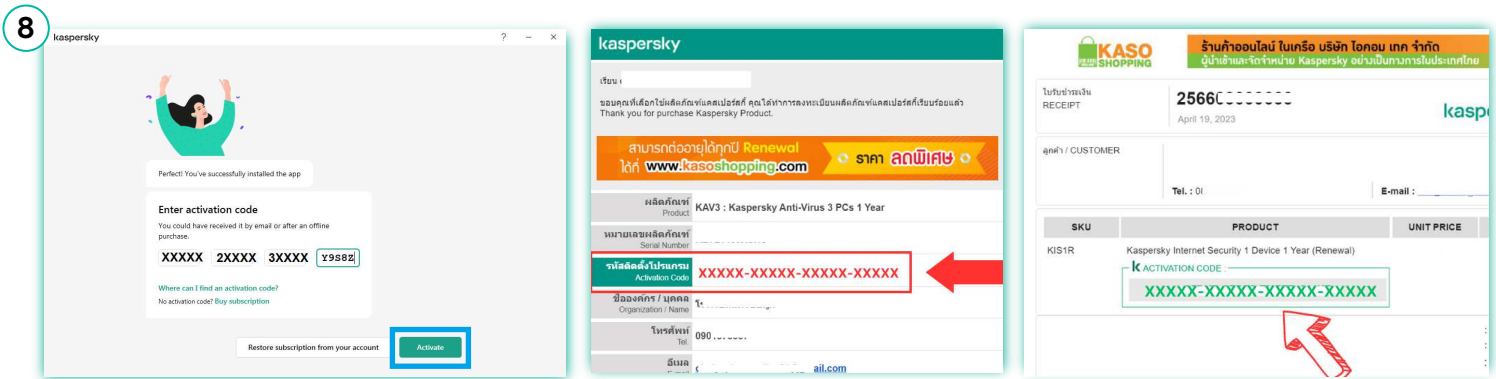 8
kaspersky
?
Perfect! You've successfully installed the app
Enter activation code
You could have received it by email or after an offline
purchase.
XXXXX 2XXXX 3XXXX Y9S8Z
Where can I find an activation code?
No activation code? Buy subscription
Restore subscription from your account
Activate
kaspersky
เรียน
ขอบคุณที่เลือกใช้ผลิตภัณฑ์แคสเปอร์สกี้ คุณได้ทำการลงทะเบียนผลิตภัณฑ์แคสเปอร์สกี้เรียบร้อยแล้ว
Thank you for purchase Kaspersky Product.
สามารถต่ออายุได้ทุกปี Renewal
ได้ที่ www.kasoshopping.com
ราคา ลดพิเศษ
ผลิตภัณฑ์
Product
KAV3 : Kaspersky Anti-Virus 3 PCs 1 Year
หมายเลขผลิตภัณฑ์
Serial Number
รหัสติดตั้งโปรแกรม
Activation Code
XXXXX-XXXXX-XXXXX-XXXXX
ชื่อองค์กร / บุคคล
Organization / Name
โทรศัพท์
Tel.
090
อีเมล
ail.com
KASO
SHOPPING
ร้านค้าออนไลน์ ในเครือ บริษัท ไอคอม เทค จำกัด
ผู้นำเข้าและจัดจำหน่าย Kaspersky อย่างเป็นทางการในประเทศไทย
ใบรับชำระเงิน
RECEIPT
2566
April 19, 2023
kasp
ลูกค้า / CUSTOMER
Tel. : 0
E-mail :
SKU PRODUCT UNIT PRICE
KIS1R Kaspersky Internet Security 1 Device 1 Year (Renewal)
k ACTIVATION CODE :
XXXXX-XXXXX-XXXXX-XXXXX